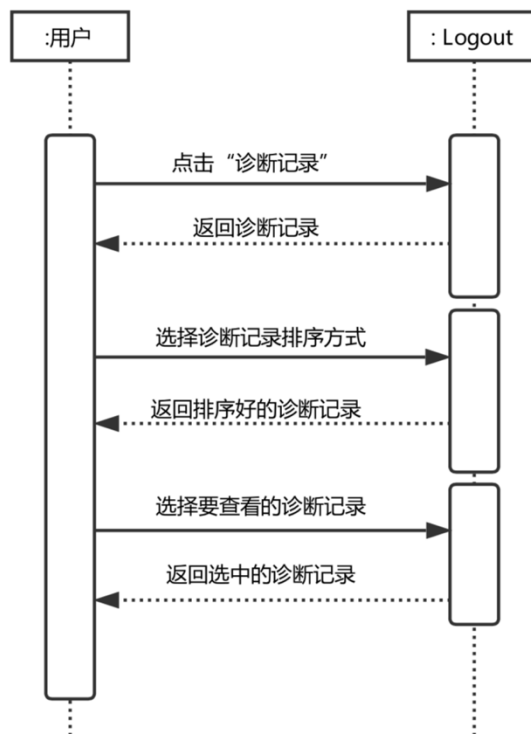 :用户
: Logout
点击“诊断记录”
返回诊断记录
选择诊断记录排序方式
返回排序好的诊断记录
选择要查看的诊断记录
返回选中的诊断记录